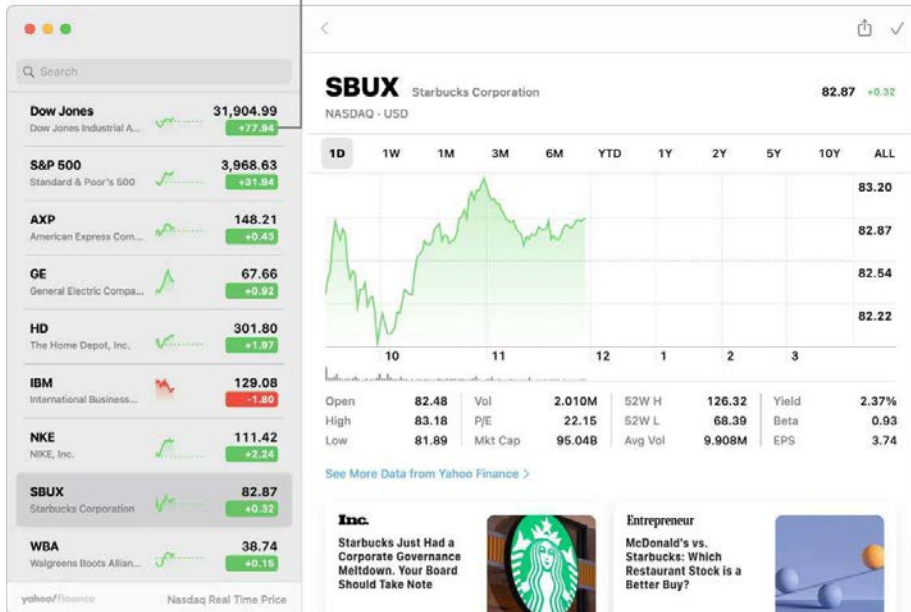 Search
Dow Jones 31,904.99
Dow Jones Industrial A... +77.94
S&P 500 3,968.63
Standard & Poor's 500 +31.94
AXP 148.21
American Express Com... +0.43
GE 67.66
General Electric Compa... +0.92
HD 301.80
The Home Depot, Inc. +1.97
IBM 129.08
International Business... -1.80
NKE 111.42
NIKE, Inc. +2.24
SBUX 82.87
Starbucks Corporation +0.32
WBA 38.74
Walgreens Boots Allian... +0.15
yahoo!finance Nasdaq Real Time Price
SBUX Starbucks Corporation 82.87 +0.32
NASDAQ · USD
1D 1W 1M 3M 6M YTD 1Y 2Y 5Y 10Y ALL
83.20
82.87
82.54
82.22
10 11 12 1 2 3
Open 82.48 Vol 2.010M 52W H 126.32 Yield 2.37%
High 83.18 P/E 22.15 52W L 68.39 Beta 0.93
Low 81.89 Mkt Cap 95.04B Avg Vol 9.908M EPS 3.74
See More Data from Yahoo Finance >
Inc.
Starbucks Just Had a
Corporate Governance
Meltdown. Your Board
Should Take Note
Entrepreneur
McDonald's vs.
Starbucks: Which
Restaurant Stock is a
Better Buy?